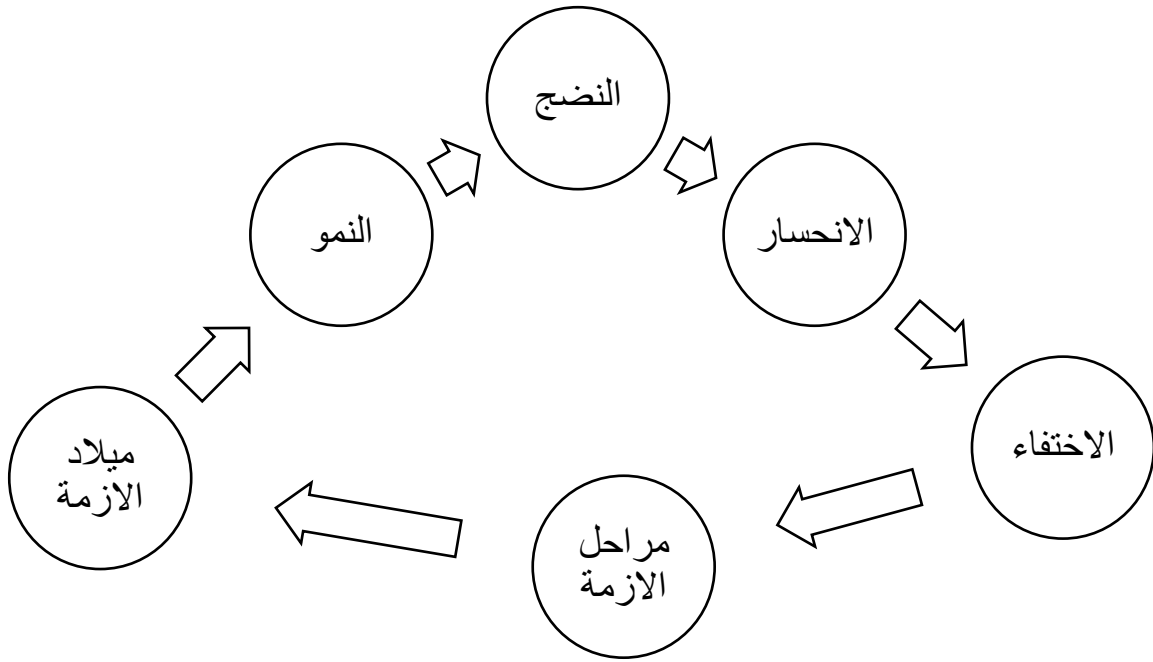 النضج
النمو
الانحسار
ميلاد
الازمة
الاختفاء
مراحل
الازمة